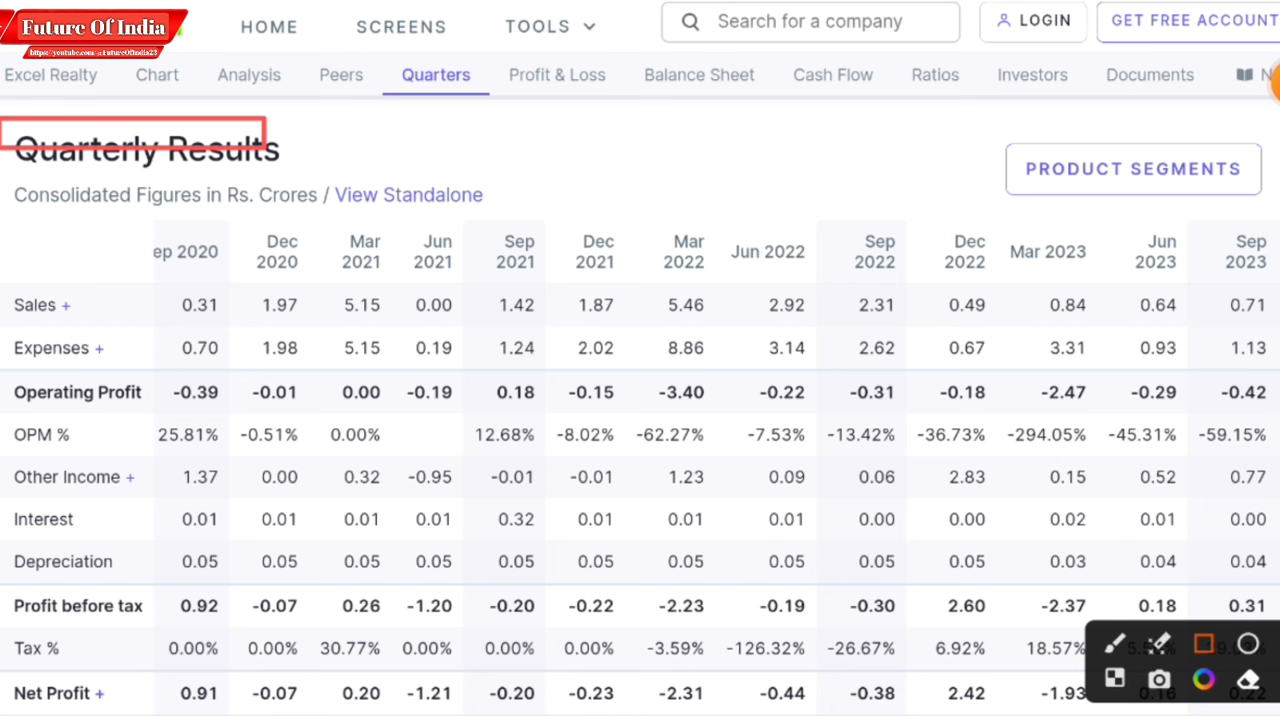 Future Of India
https://youtube.com/@FutureOfIndia23
HOME SCREENS TOOLS Search for a company LOGIN GET FREE ACCOUNT
Excel Realty Chart Analysis Peers Quarters Profit & Loss Balance Sheet Cash Flow Ratios Investors Documents
Quarterly Results
PRODUCT SEGMENTS
Consolidated Figures in Rs. Crores / View Standalone
ep 2020 Dec 2020 Mar 2021 Jun 2021 Sep 2021 Dec 2021 Mar 2022 Jun 2022 Sep 2022 Dec 2022 Mar 2023 Jun 2023 Sep 2023
Sales + 0.31 1.97 5.15 0.00 1.42 1.87 5.46 2.92 2.31 0.49 0.84 0.64 0.71
Expenses + 0.70 1.98 5.15 0.19 1.24 2.02 8.86 3.14 2.62 0.67 3.31 0.93 1.13
Operating Profit -0.39 -0.01 0.00 -0.19 0.18 -0.15 -3.40 -0.22 -0.31 -0.18 -2.47 -0.29 -0.42
OPM % 25.81% -0.51% 0.00% 12.68% -8.02% -62.27% -7.53% -13.42% -36.73% -294.05% -45.31% -59.15%
Other Income + 1.37 0.00 0.32 -0.95 -0.01 -0.01 1.23 0.09 0.06 2.83 0.15 0.52 0.77
Interest 0.01 0.01 0.01 0.01 0.32 0.01 0.01 0.01 0.00 0.00 0.02 0.01 0.00
Depreciation 0.05 0.05 0.05 0.05 0.05 0.05 0.05 0.05 0.05 0.05 0.03 0.04 0.04
Profit before tax 0.92 -0.07 0.26 -1.20 -0.20 -0.22 -2.23 -0.19 -0.30 2.60 -2.37 0.18 0.31
Tax % 0.00% 0.00% 30.77% 0.00% 0.00% 0.00% -3.59% -126.32% -26.67% 6.92% 18.57%
Net Profit + 0.91 -0.07 0.20 -1.21 -0.20 -0.23 -2.31 -0.44 -0.38 2.42 -1.93 0.16 0.22